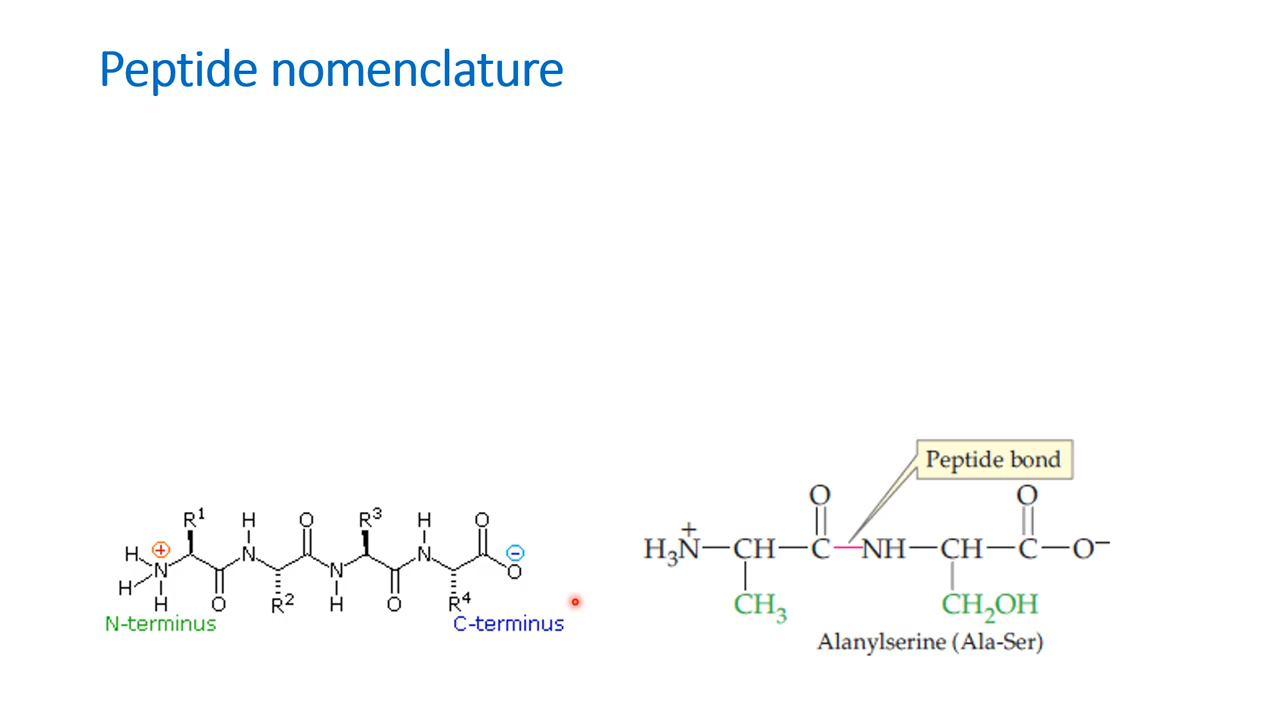 Peptide nomenclature
R¹ H O R³ H O
H ⊕ N N ⊖
H N N O
H O R² H O R⁴
N-terminus C-terminus
Peptide bond
O O
H₃N⁺—CH—C—NH—CH—C—O⁻
CH₃ CH₂OH
Alanylserine (Ala-Ser)